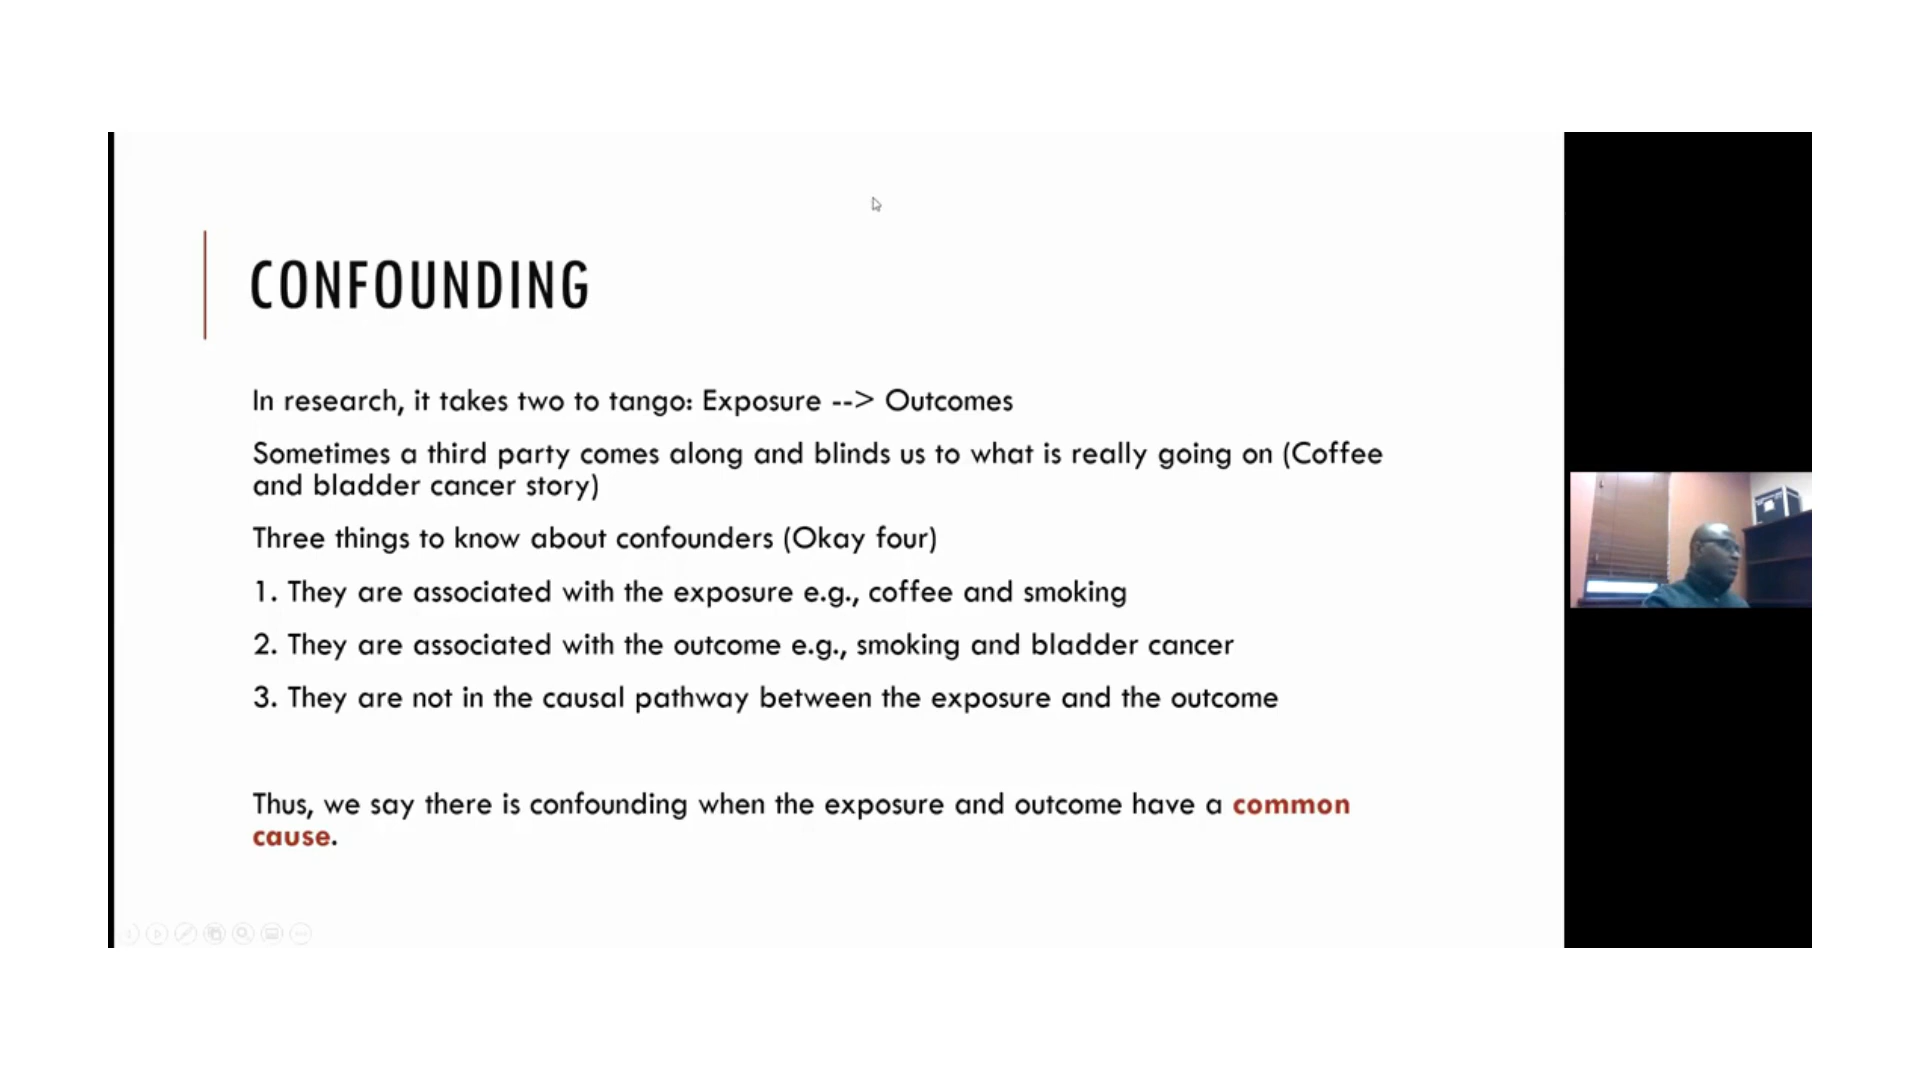 CONFOUNDING
In research, it takes two to tango: Exposure --> Outcomes
Sometimes a third party comes along and blinds us to what is really going on (Coffee
and bladder cancer story)
Three things to know about confounders (Okay four)
1. They are associated with the exposure e.g., coffee and smoking
2. They are associated with the outcome e.g., smoking and bladder cancer
3. They are not in the causal pathway between the exposure and the outcome
Thus, we say there is confounding when the exposure and outcome have a common
cause.